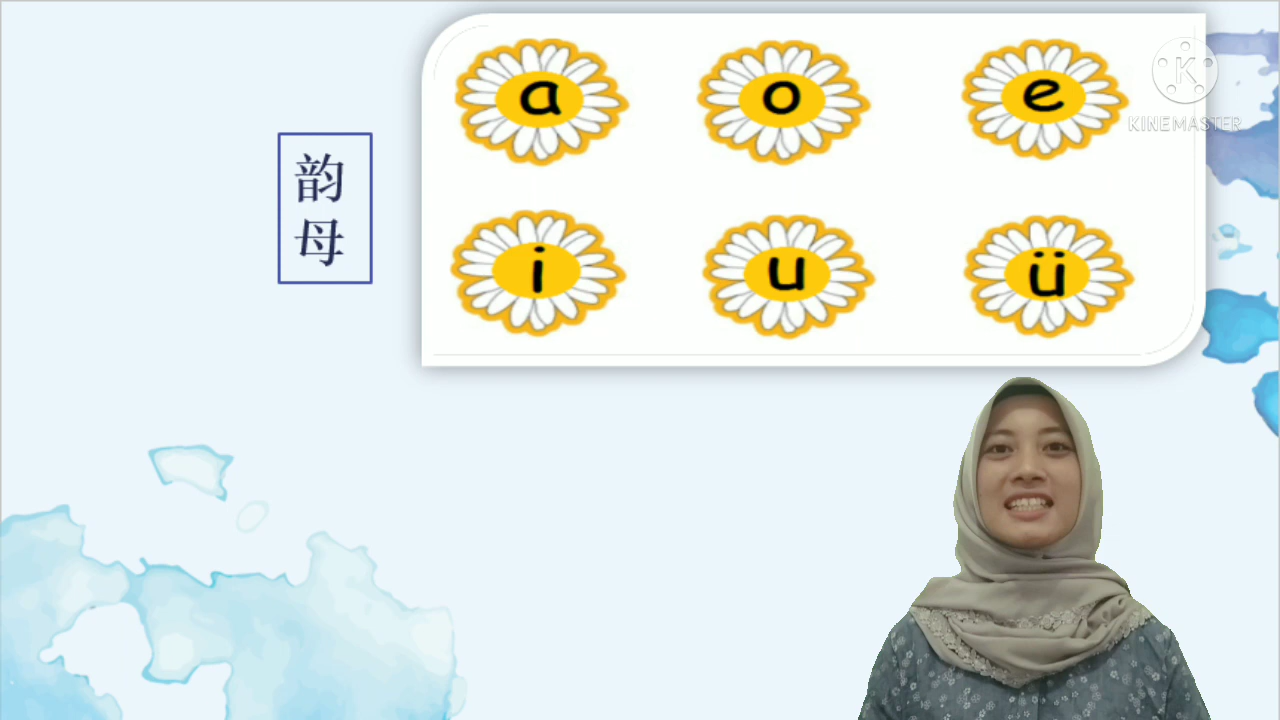 韵
母
a o e
i u ü
K
KINEMASTER